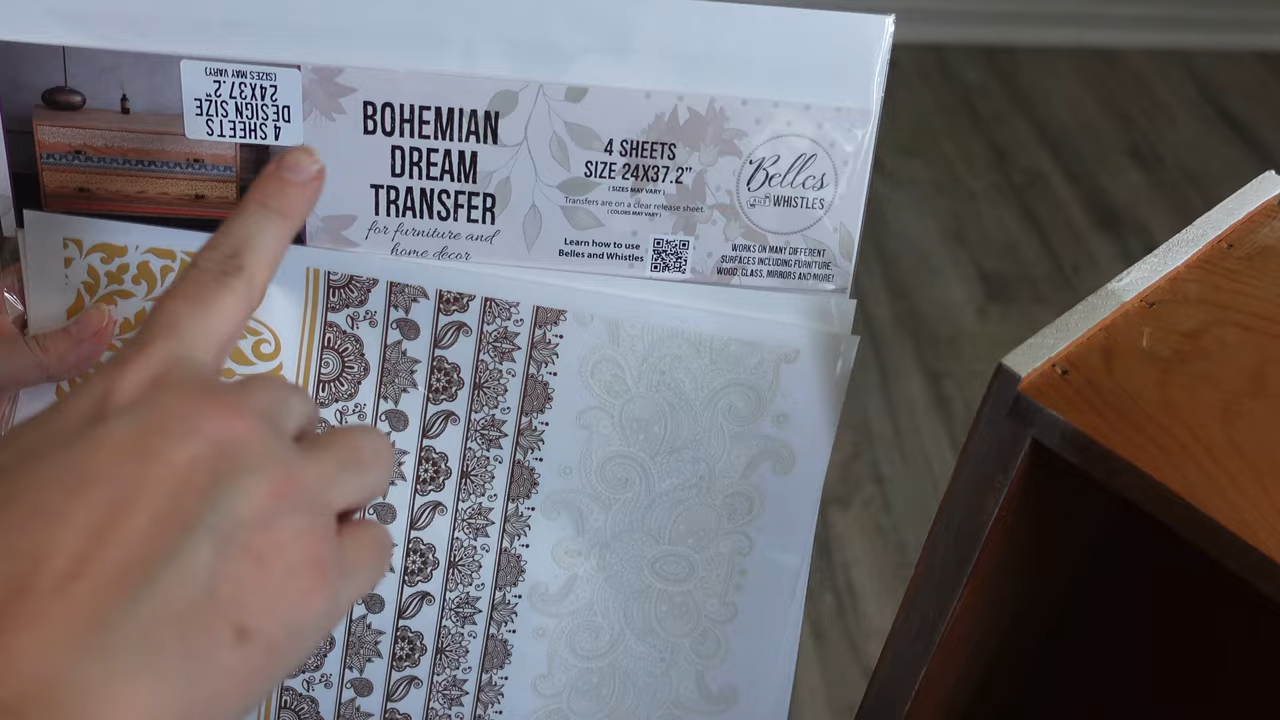 4 SHEETS
DESIGN SIZE
24X37.2"
(SIZES MAY VARY)
BOHEMIAN
DREAM
TRANSFER
for furniture and
home decor
4 SHEETS
SIZE 24X37.2”
( SIZES MAY VARY )
Transfers are on a clear release sheet.
( COLORS MAY VARY )
Learn how to use
Belles and Whistles
Belles
AND WHISTLES
WORKS ON MANY DIFFERENT
SURFACES INCLUDING FURNITURE,
WOOD, GLASS, MIRRORS AND MORE!